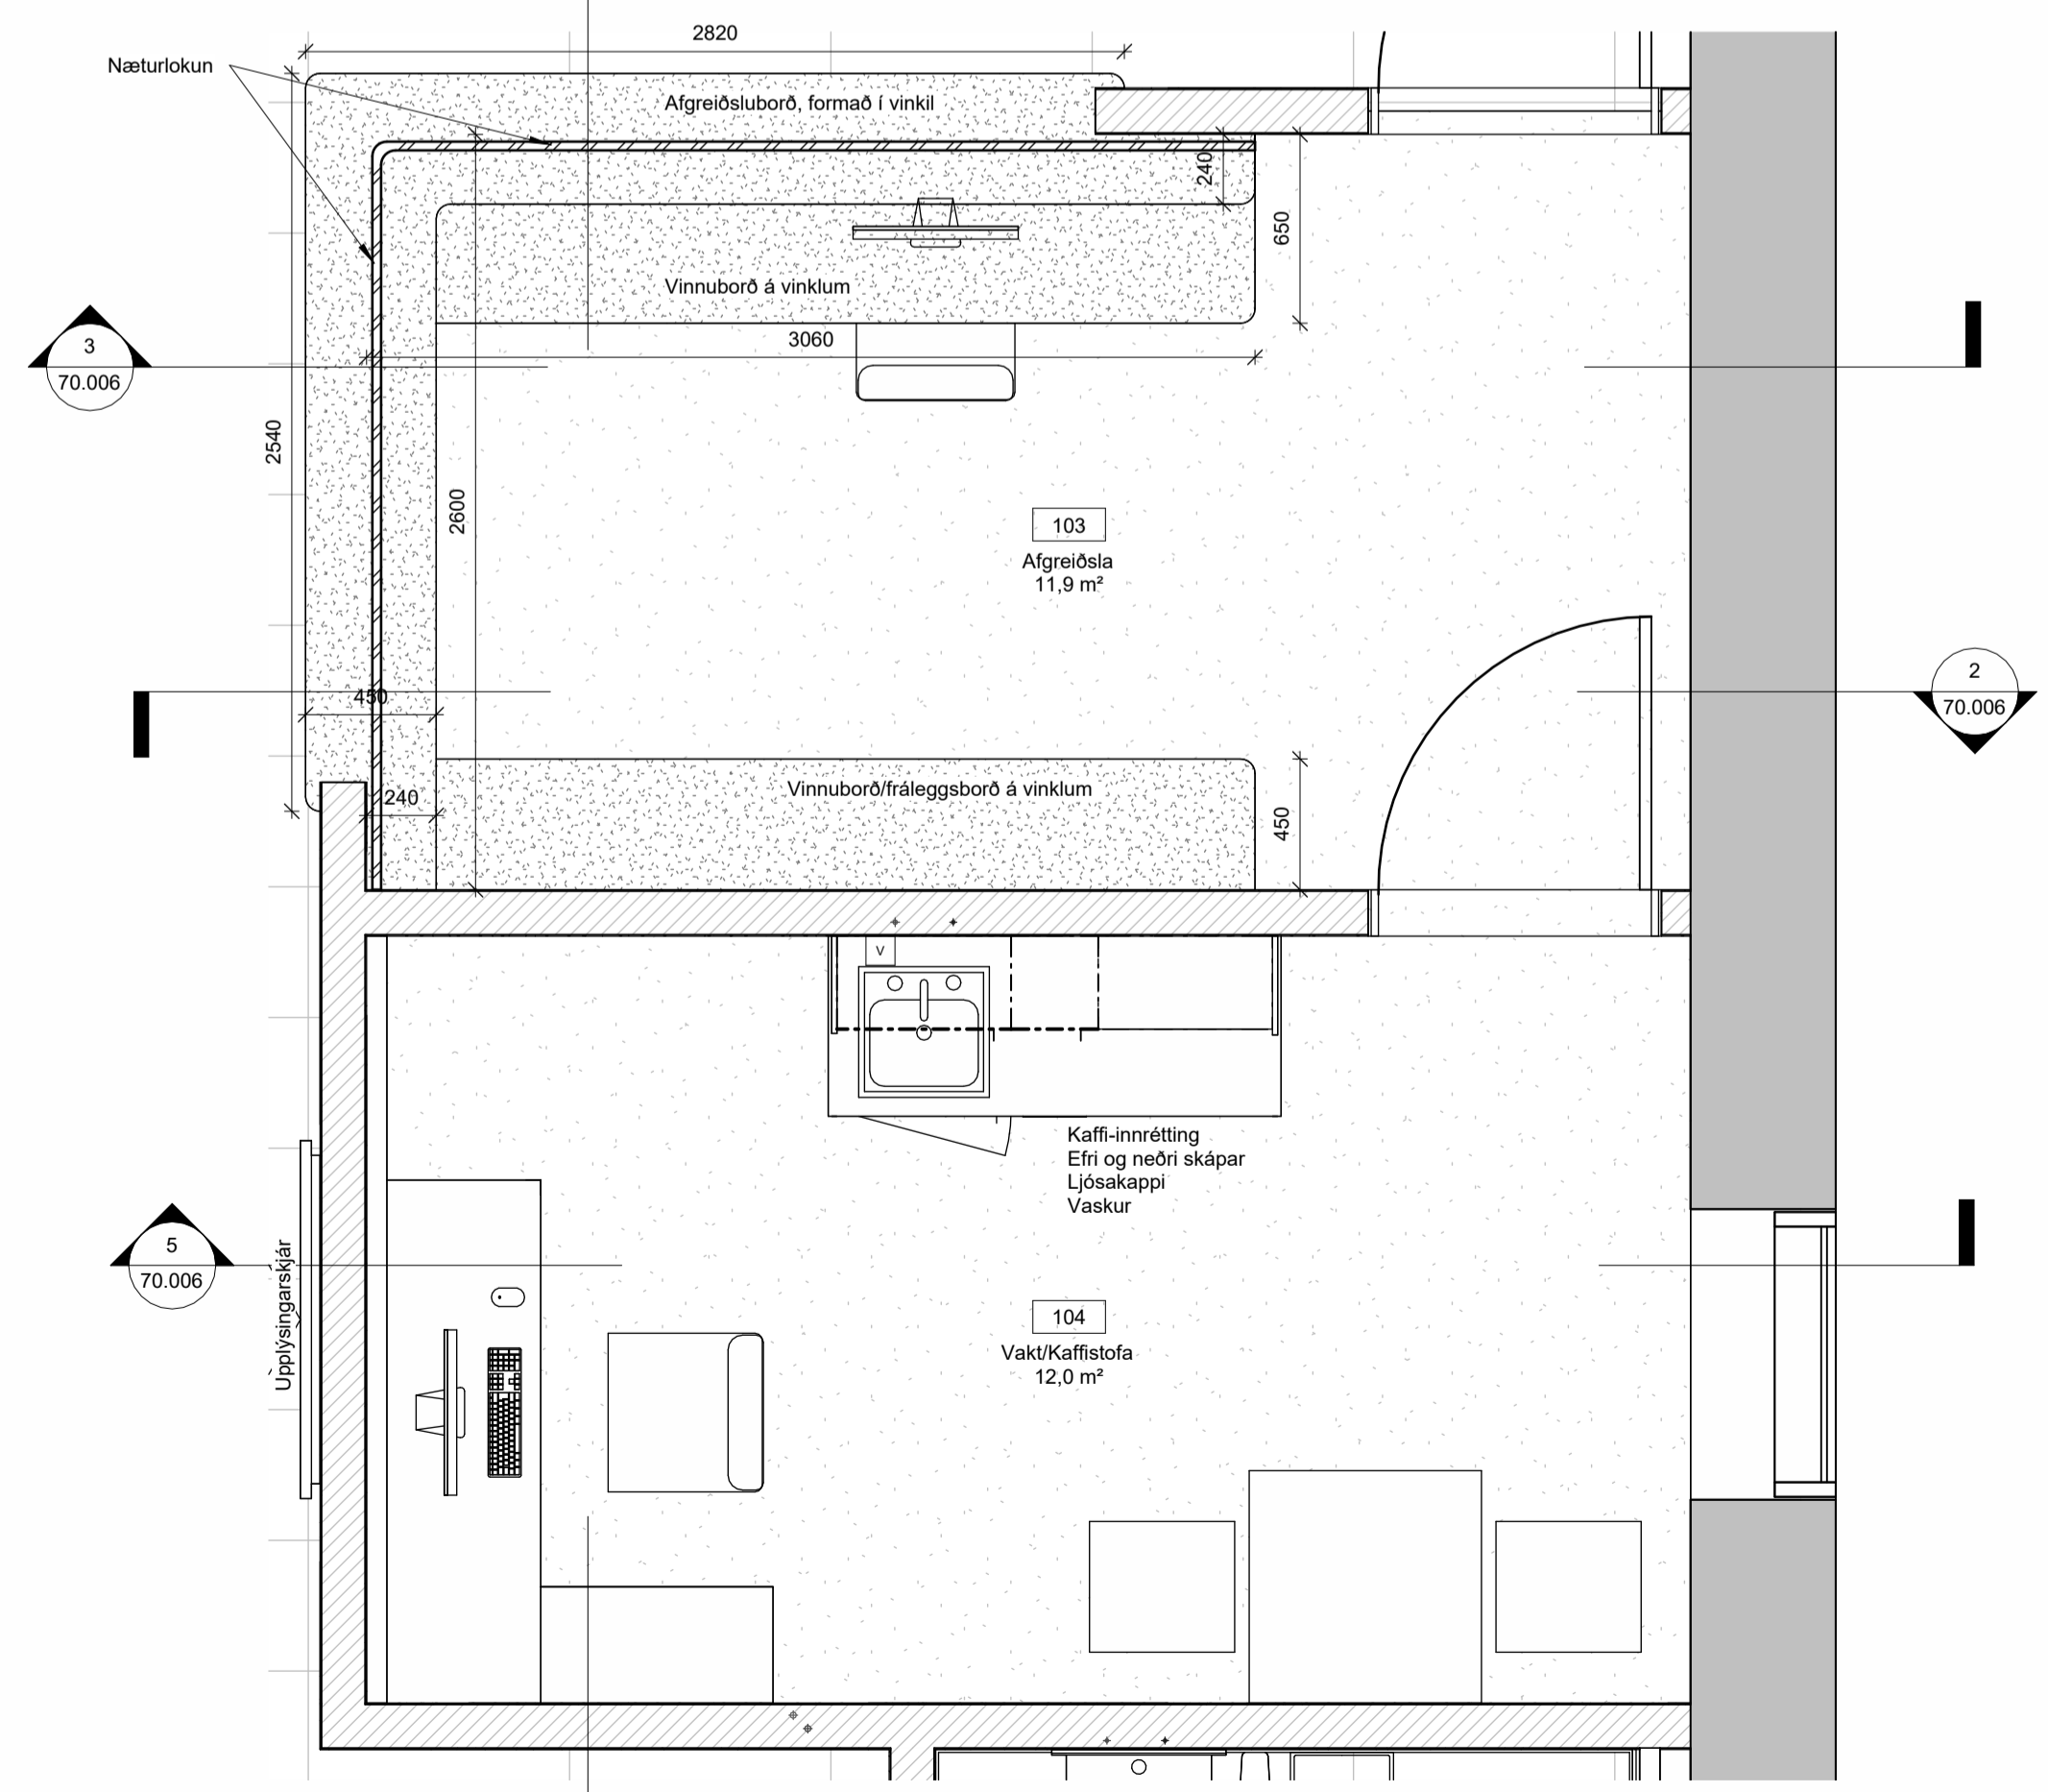 2820
Næturlokun
Afgreiðsluborð, formað í vinkil
240
650
Vinnuborð á vinklum
3060
3
70.006
2540
2600
103
Afgreiðsla
11,9 m²
2
70.006
450
Vinnuborð/fráleggsborð á vinklum
240
450
V
Kaffi-innrétting
Efri og neðri skápar
Ljósakappi
Vaskur
5
70.006
Upplýsingarskjár
104
Vakt/Kaffistofa
12,0 m²